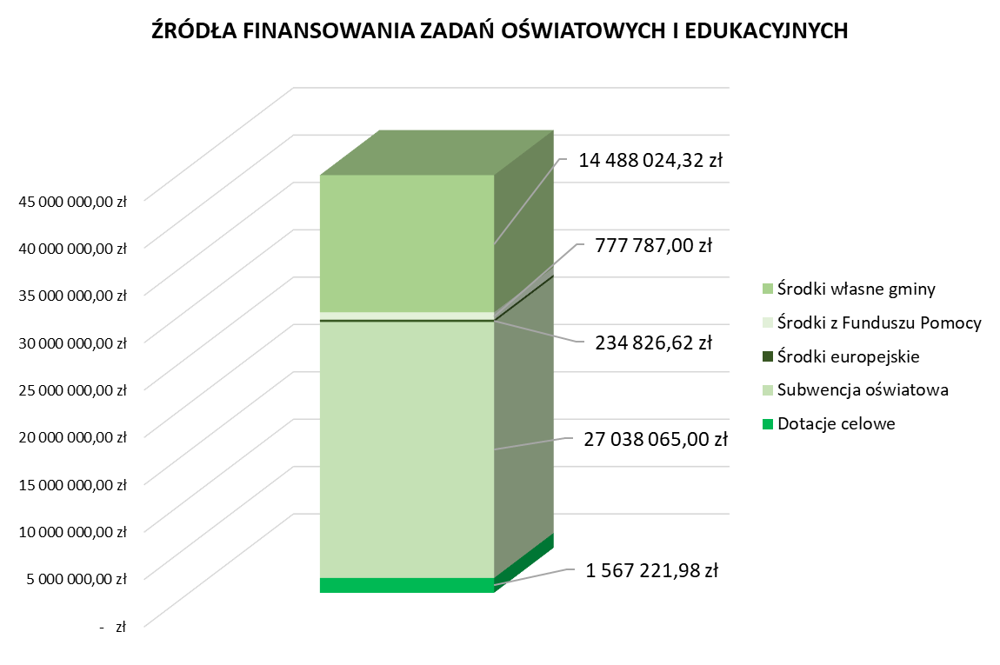 ŹRÓDŁA FINANSOWANIA ZADAŃ OŚWIATOWYCH I EDUKACYJNYCH
45 000 000,00 zł
40 000 000,00 zł
35 000 000,00 zł
30 000 000,00 zł
25 000 000,00 zł
20 000 000,00 zł
15 000 000,00 zł
10 000 000,00 zł
5 000 000,00 zł
- zł
14 488 024,32 zł
777 787,00 zł
234 826,62 zł
27 038 065,00 zł
1 567 221,98 zł
Środki własne gminy
Środki z Funduszu Pomocy
Środki europejskie
Subwencja oświatowa
Dotacje celowe